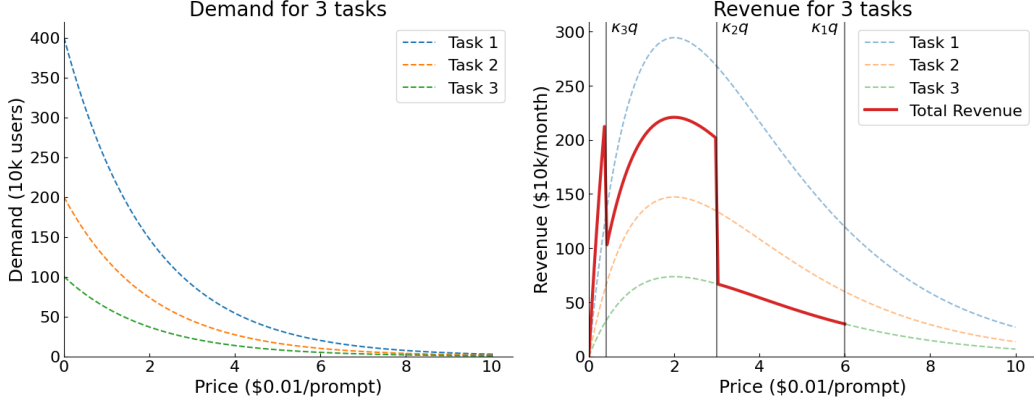 Demand for 3 tasks
400
350
300
250
200
150
100
50
0
Demand (10k users)
Task 1
Task 2
Task 3
0 2 4 6 8 10
Price ($0.01/prompt)
Revenue for 3 tasks
300
250
200
150
100
50
0
Revenue ($10k/month)
κ₃q κ₂q κ₁q
Task 1
Task 2
Task 3
Total Revenue
0 2 4 6 8 10
Price ($0.01/prompt)